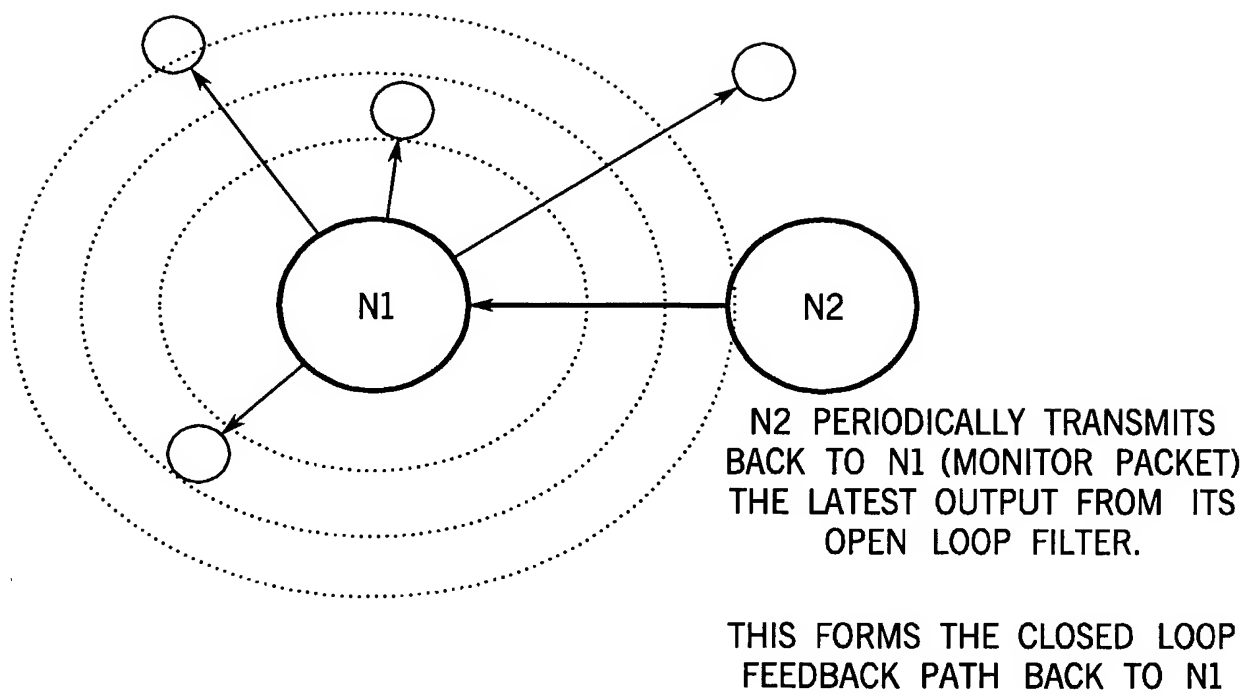 N1
N2
N2 PERIODICALLY TRANSMITS
BACK TO N1 (MONITOR PACKET)
THE LATEST OUTPUT FROM ITS
OPEN LOOP FILTER.
THIS FORMS THE CLOSED LOOP
FEEDBACK PATH BACK TO N1